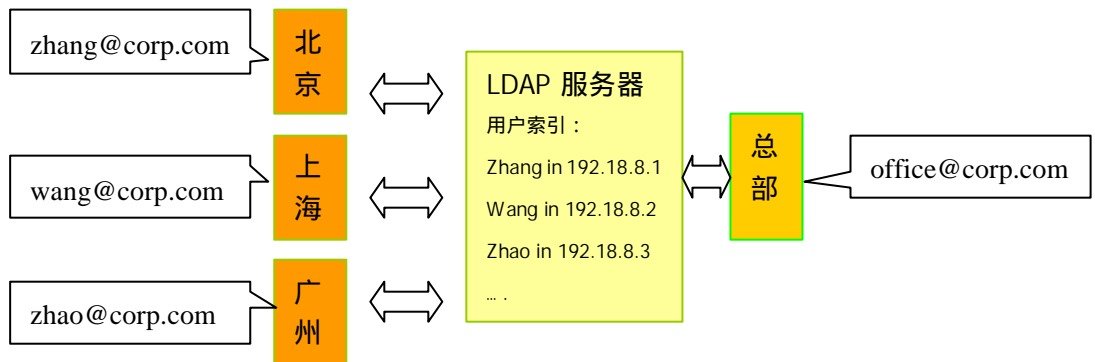 zhang@corp.com
北
京
wang@corp.com
上
海
zhao@corp.com
广
州
LDAP 服务器
用户索引：
Zhang in 192.18.8.1
Wang in 192.18.8.2
Zhao in 192.18.8.3
… .
总
部
office@corp.com